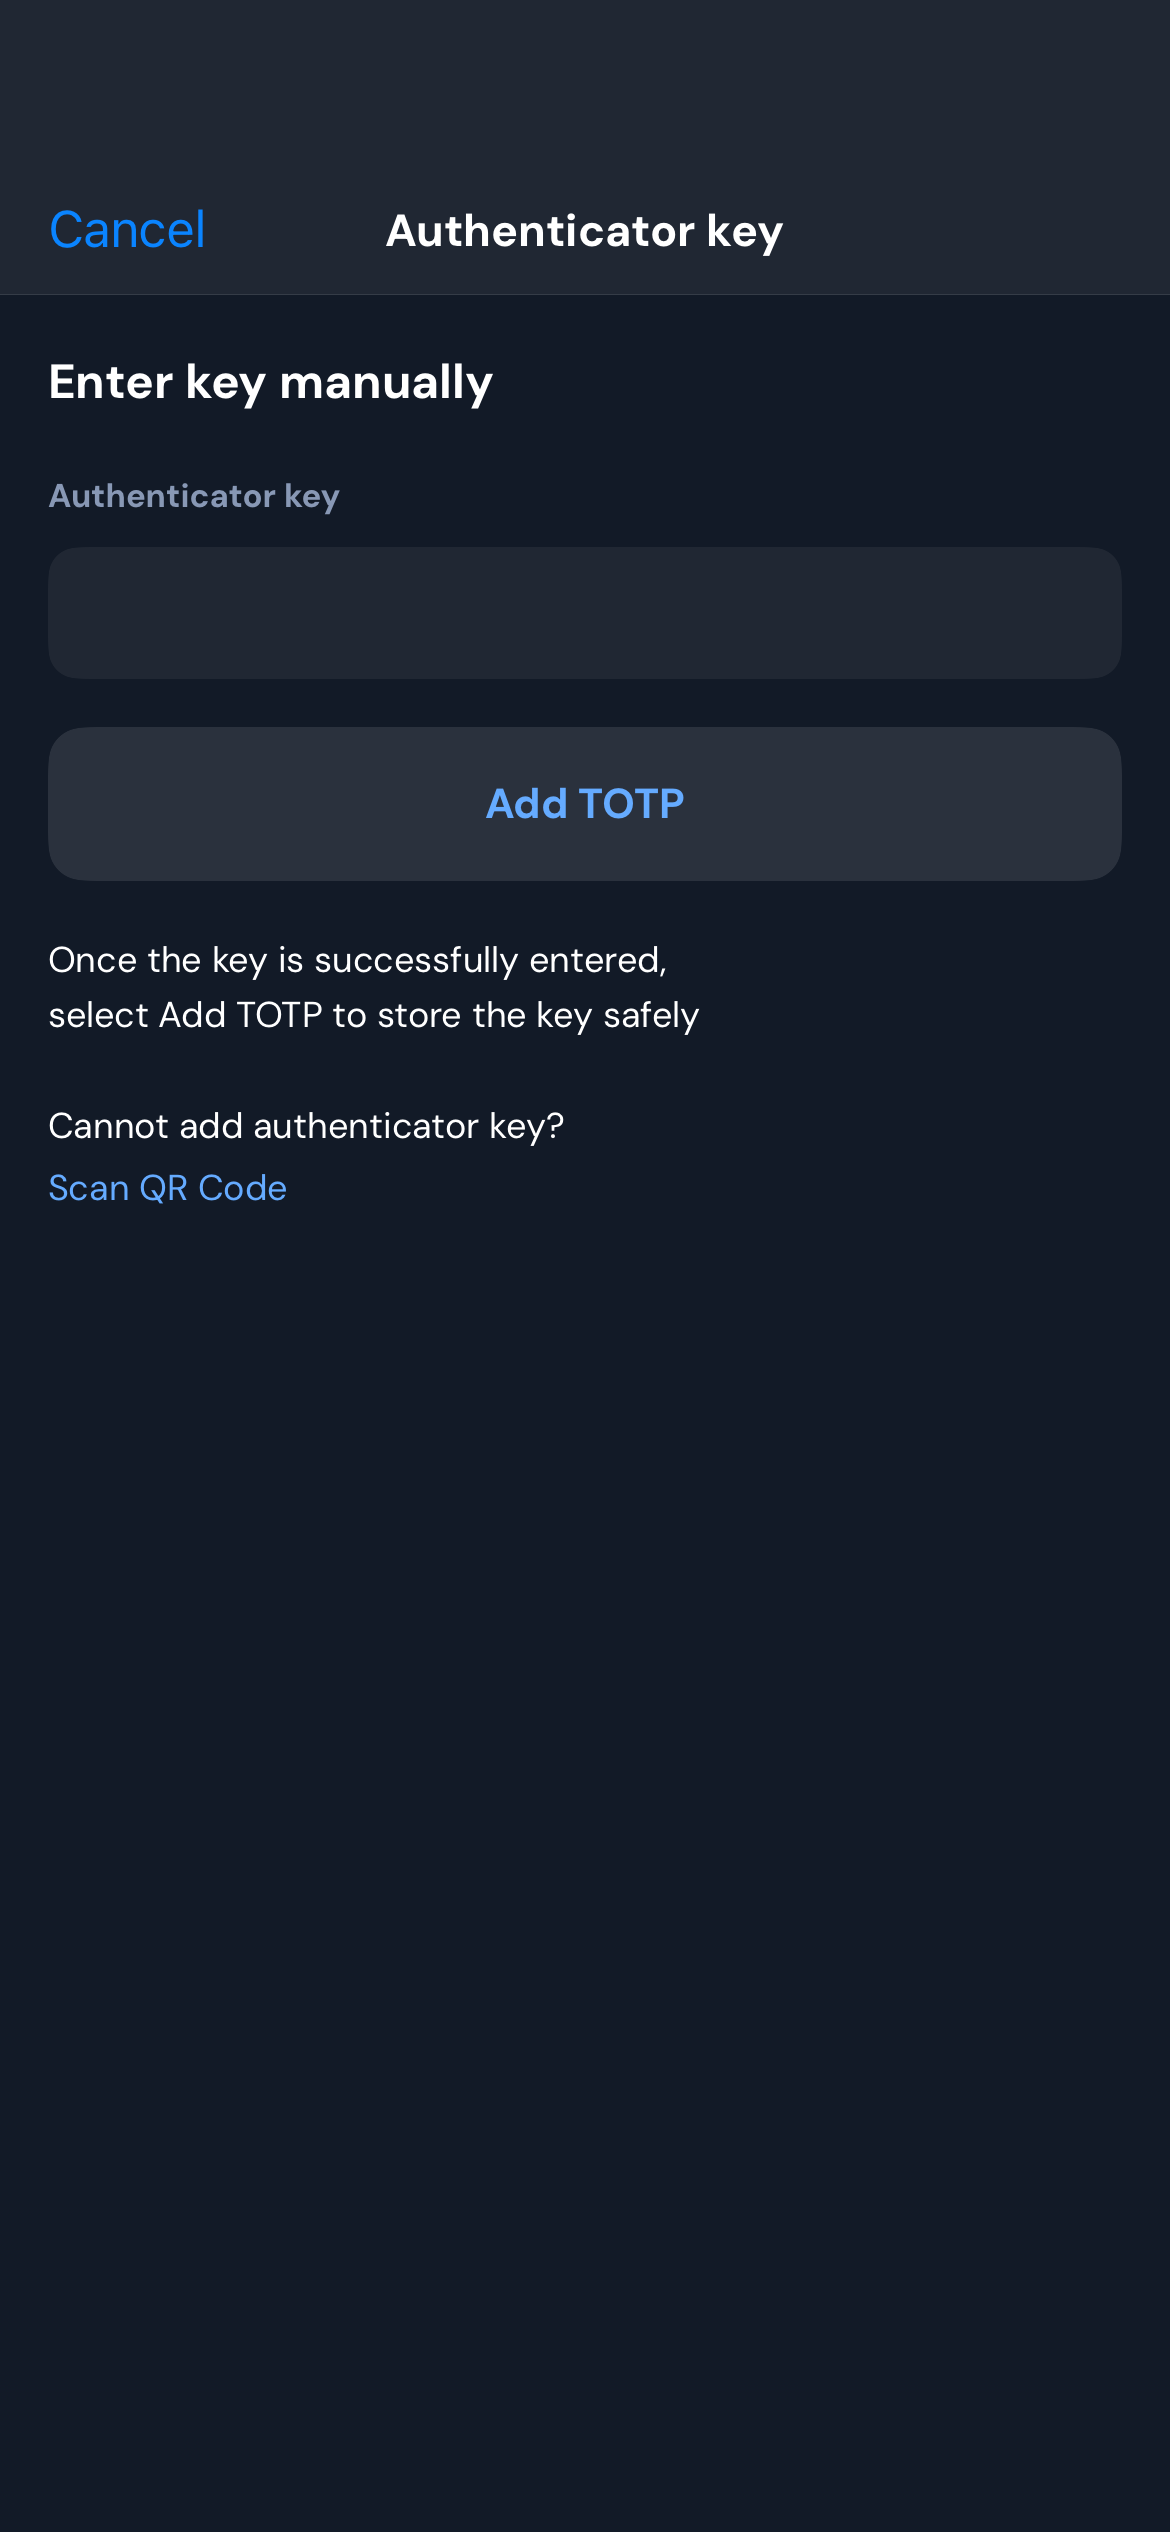 Cancel
Authenticator key
Enter key manually
Authenticator key
Add TOTP
Once the key is successfully entered,
select Add TOTP to store the key safely
Cannot add authenticator key?
Scan QR Code